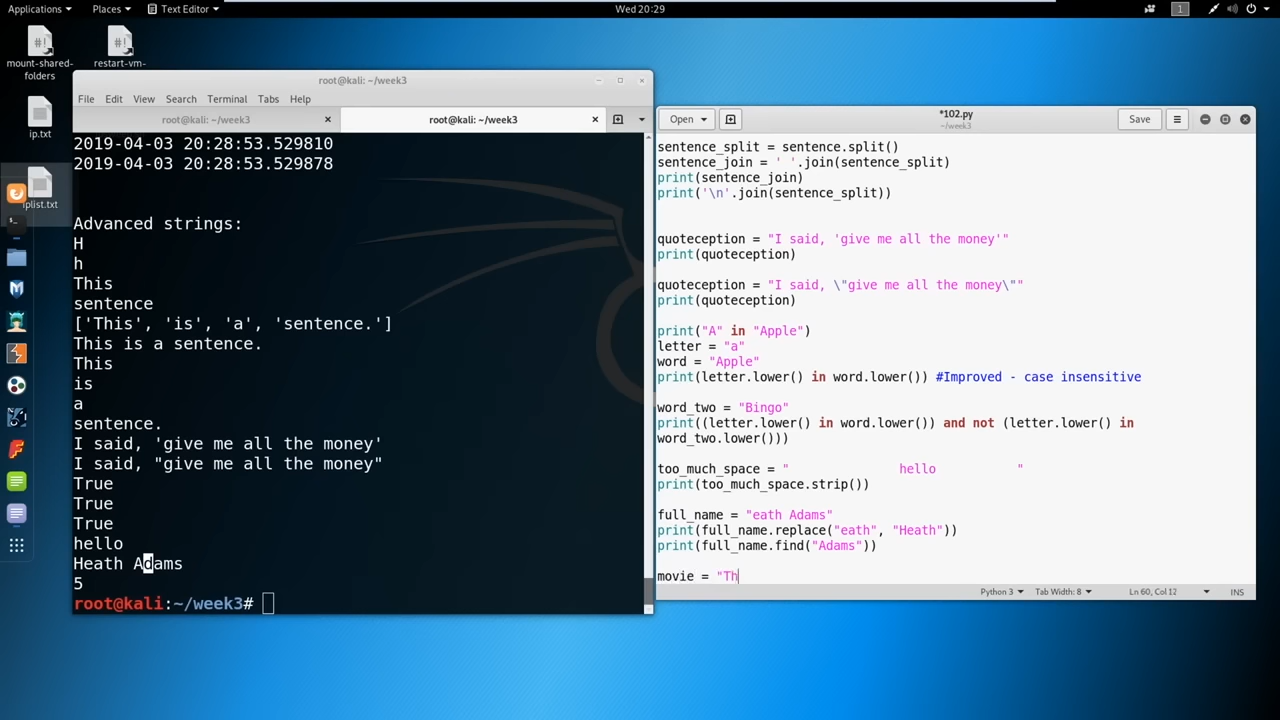 Applications Places Text Editor Wed 20:29 1
mount-shared-
folders
restart-vm-
ip.txt
iplist.txt
root@kali: ~/week3
File Edit View Search Terminal Tabs Help
root@kali: ~/week3 root@kali: ~/week3
2019-04-03 20:28:53.529810
2019-04-03 20:28:53.529878
Advanced strings:
H
h
This
sentence
['This', 'is', 'a', 'sentence.']
This is a sentence.
This
is
a
sentence.
I said, 'give me all the money'
I said, "give me all the money"
True
True
True
hello
Heath Adams
5
root@kali:~/week3#
Open *102.py Save
~/week3
sentence_split = sentence.split()
sentence_join = ' '.join(sentence_split)
print(sentence_join)
print('\n'.join(sentence_split))
quoteception = "I said, 'give me all the money'"
print(quoteception)
quoteception = "I said, \"give me all the money\""
print(quoteception)
print("A" in "Apple")
letter = "a"
word = "Apple"
print(letter.lower() in word.lower()) #Improved - case insensitive
word_two = "Bingo"
print((letter.lower() in word.lower()) and not (letter.lower() in
word_two.lower()))
too_much_space = "                hello           "
print(too_much_space.strip())
full_name = "eath Adams"
print(full_name.replace("eath", "Heath"))
print(full_name.find("Adams"))
movie = "Th
Python 3 Tab Width: 8 Ln 60, Col 12 INS